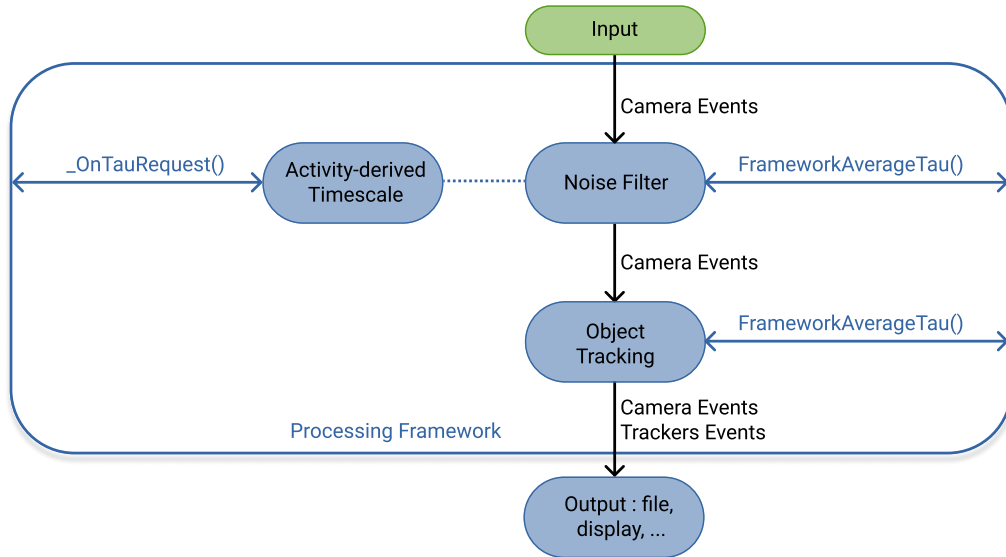 Input
Camera Events
_OnTauRequest()
Activity-derived
Timescale
Noise Filter
FrameworkAverageTau()
Camera Events
Object
Tracking
FrameworkAverageTau()
Camera Events
Trackers Events
Processing Framework
Output : file,
display, ...